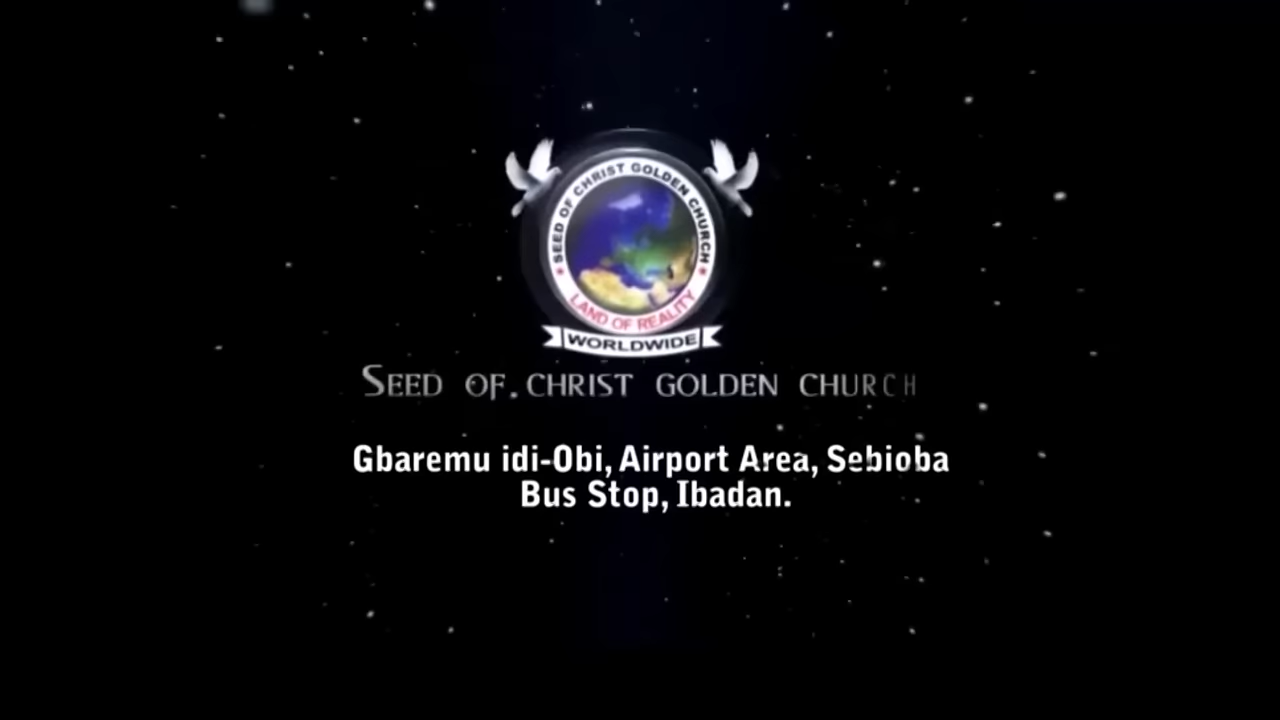 SEED OF CHRIST GOLDEN CHURCH
LAND OF REALITY
WORLDWIDE
SEED OF. CHRIST GOLDEN CHURCH
Gbaremu idi-Obi, Airport Area, Sebioba
Bus Stop, Ibadan.